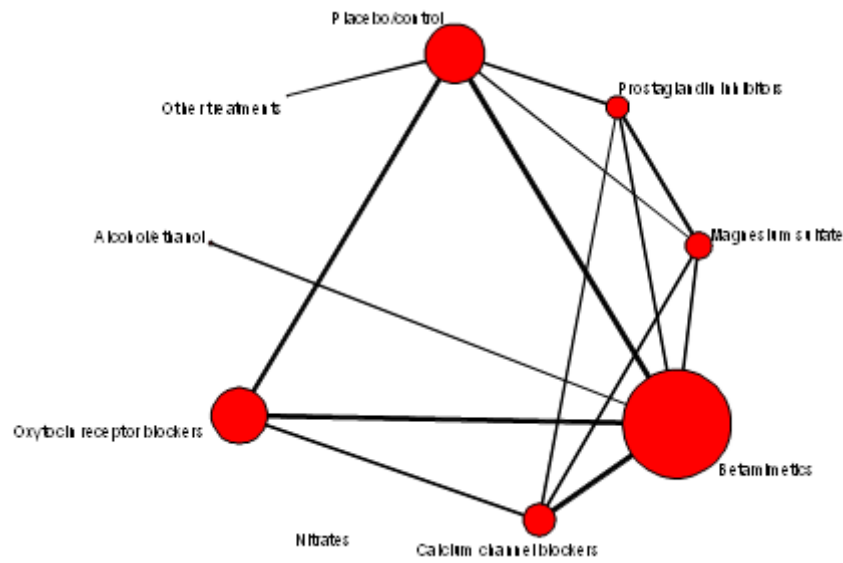 Placebo/control
Prostaglandin inhibitors
Other treatments
Magnesium sulfate
Alcohol/ethanol
Oxytocin receptor blockers
Betamimetics
Nitrates
Calcium channel blockers